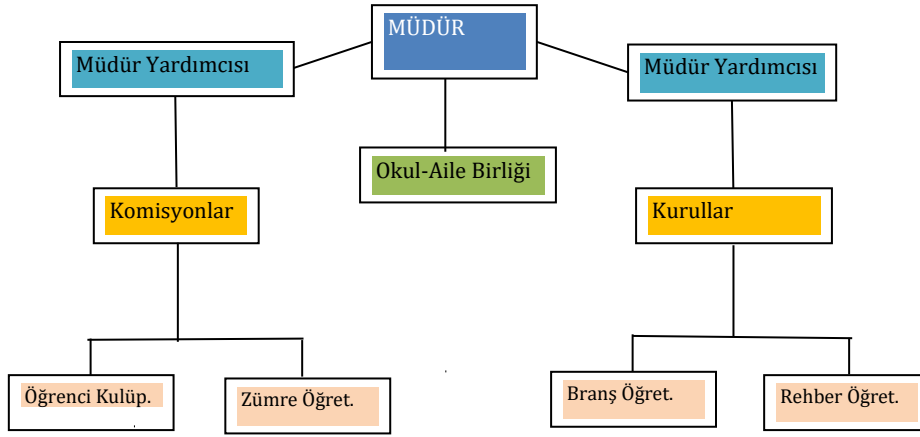 MÜDÜR
Müdür Yardımcısı
Müdür Yardımcısı
Okul-Aile Birliği
Komisyonlar
Kurullar
Öğrenci Kulüp.
Zümre Öğret.
Branş Öğret.
Rehber Öğret.